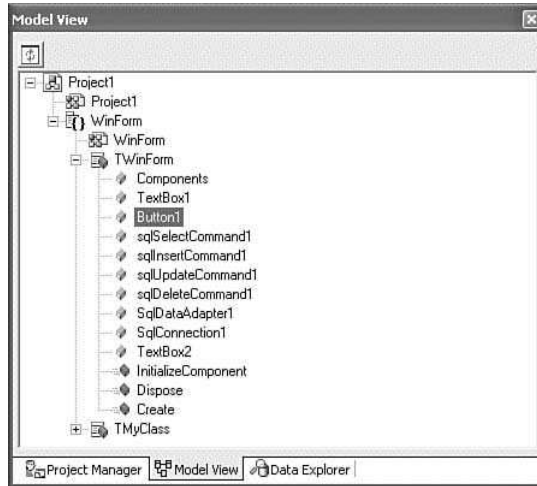 Model View
Project1
Project1
WinForm
WinForm
TWinForm
Components
TextBox1
Button1
sqlSelectCommand1
sqlInsertCommand1
sqlUpdateCommand1
sqlDeleteCommand1
SqlDataAdapter1
SqlConnection1
TextBox2
InitializeComponent
Dispose
Create
TMyClass
Project Manager Model View Data Explorer